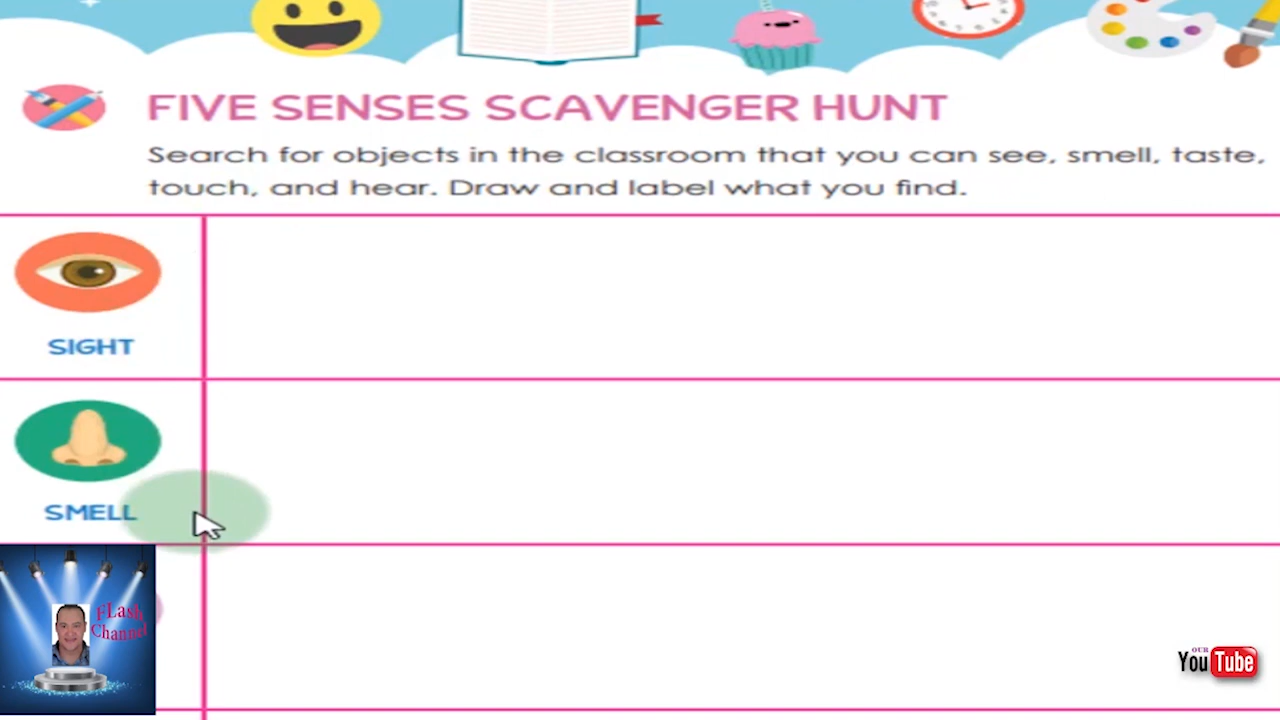 FIVE SENSES SCAVENGER HUNT
Search for objects in the classroom that you can see, smell, taste,
touch, and hear. Draw and label what you find.
SIGHT
SMELL
FLash
Channel
OUR
YouTube